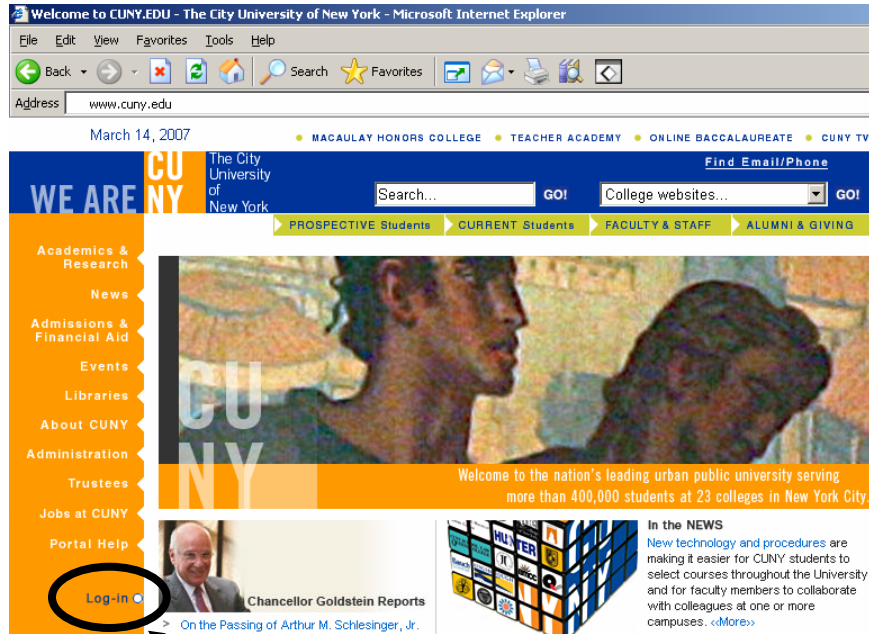 Welcome to CUNY.EDU - The City University of New York - Microsoft Internet Explorer
File Edit View Favorites Tools Help
Back Search Favorites
Address www.cuny.edu
March 14, 2007
MACAULAY HONORS COLLEGE TEACHER ACADEMY ONLINE BACCALAUREATE CUNY TV
WE ARE
CU
NY
The City
University
of
New York
Find Email/Phone
Search... GO! College websites... GO!
PROSPECTIVE Students CURRENT Students FACULTY & STAFF ALUMNI & GIVING
Academics &
Research
News
Admissions &
Financial Aid
Events
Libraries
About CUNY
Administration
Trustees
Jobs at CUNY
Portal Help
Log-in
CU
NY
Welcome to the nation's leading urban public university serving
more than 400,000 students at 23 colleges in New York City.
Chancellor Goldstein Reports
> On the Passing of Arthur M. Schlesinger, Jr.
HUNTER
Baruch
NY
In the NEWS
New technology and procedures are
making it easier for CUNY students to
select courses throughout the University
and for faculty members to collaborate
with colleagues at one or more
campuses. «More»